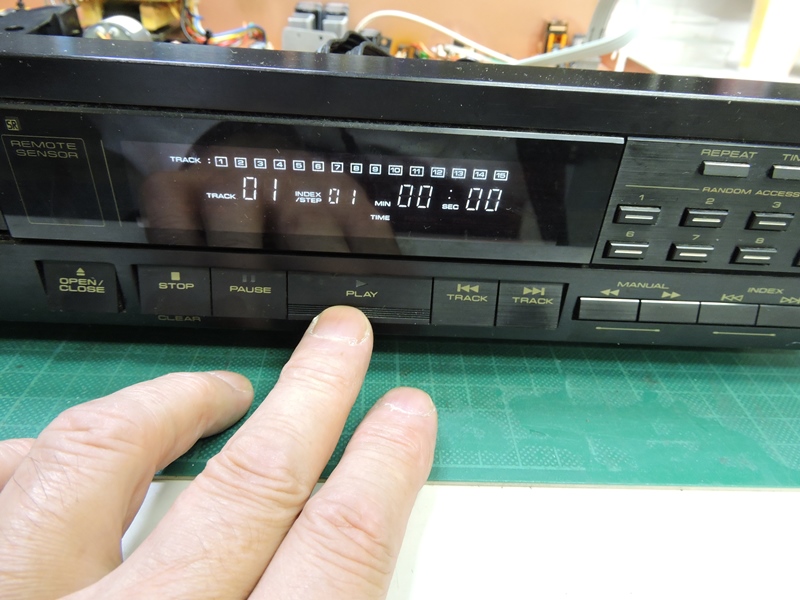 SR
REMOTE
SENSOR
TRACK : 1 2 3 4 5 6 7 8 9 10 11 12 13 14 15
TRACK 01 INDEX /STEP 01 MIN 00 : SEC 00
TIME
REPEAT
RANDOM ACCESS
1 2 3
6 7 8
OPEN/
CLOSE
STOP
PAUSE
PLAY
TRACK
TRACK
CLEAR
MANUAL
INDEX